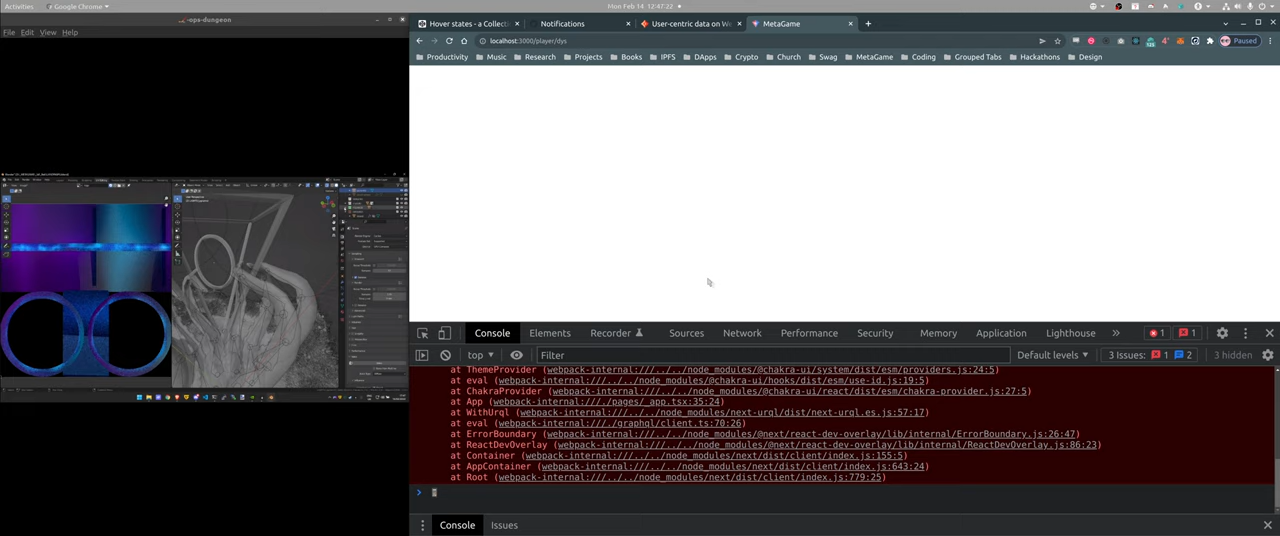 Activities
Google Chrome
Mon Feb 14 12:47:22
-ops-dungeon
File Edit View Help
Hover states - a Collecti
Notifications
User-centric data on We
MetaGame
localhost:3000/player/dys
Paused
Productivity Music Research Projects Books IPFS DApps Crypto Church Swag MetaGame Coding Grouped Tabs Hackathons Design
Console Elements Recorder Sources Network Performance Security Memory Application Lighthouse 1 1
top Filter Default levels 3 Issues: 1 2 3 hidden
at ThemeProvider (webpack-internal:///../../node_modules/@chakra-ui/system/dist/esm/providers.js:24:5)
at eval (webpack-internal:///../../node_modules/@chakra-ui/hooks/dist/esm/use-id.js:19:5)
at ChakraProvider (webpack-internal:///../../node_modules/@chakra-ui/react/dist/esm/chakra-provider.js:27:5)
at App (webpack-internal:///./pages/_app.tsx:35:24)
at WithUrql (webpack-internal:///../../node_modules/next-urql/dist/next-urql.es.js:57:17)
at eval (webpack-internal:///./graphql/client.ts:70:26)
at ErrorBoundary (webpack-internal:///../../node_modules/@next/react-dev-overlay/lib/internal/ErrorBoundary.js:26:47)
at ReactDevOverlay (webpack-internal:///../../node_modules/@next/react-dev-overlay/lib/internal/ReactDevOverlay.js:86:23)
at Container (webpack-internal:///../../node_modules/next/dist/client/index.js:155:5)
at AppContainer (webpack-internal:///../../node_modules/next/dist/client/index.js:643:24)
at Root (webpack-internal:///../../node_modules/next/dist/client/index.js:779:25)
Console Issues